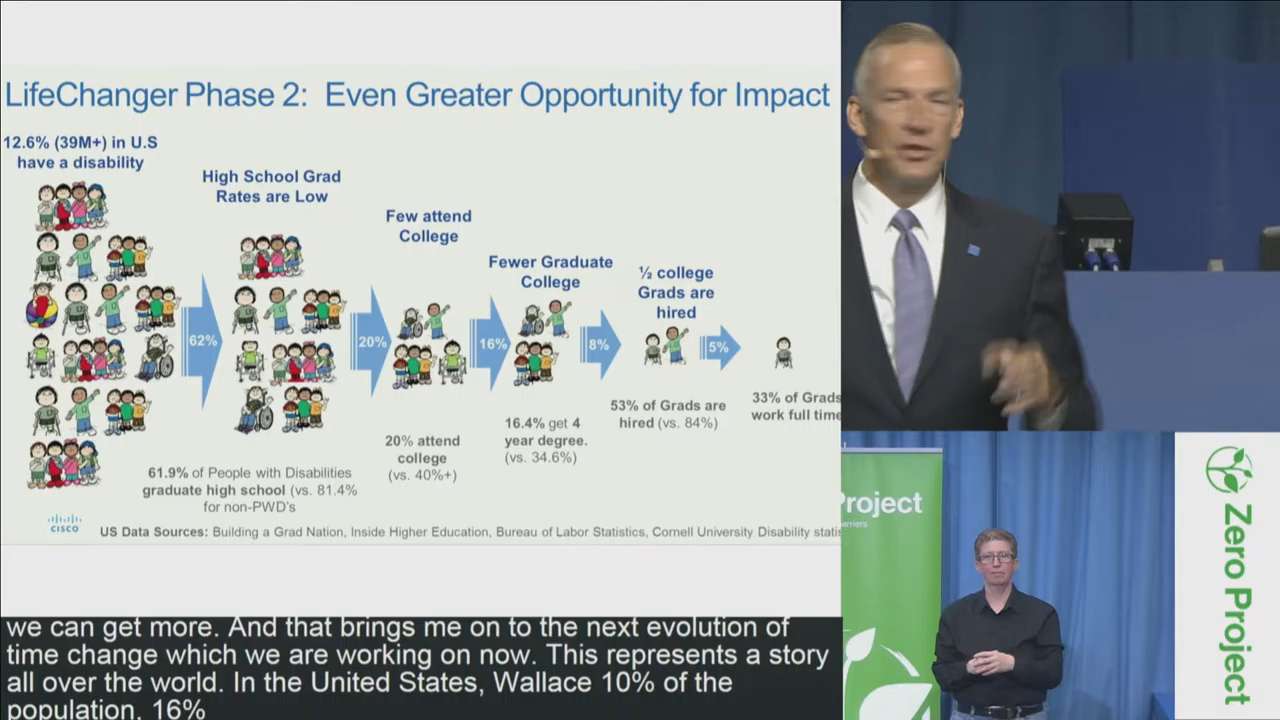 LifeChanger Phase 2: Even Greater Opportunity for Impact
12.6% (39M+) in U.S
have a disability
High School Grad
Rates are Low
Few attend
College
Fewer Graduate
College
½ college
Grads are
hired
62%
20%
16%
8%
5%
61.9% of People with Disabilities
graduate high school (vs. 81.4%
for non-PWD's
20% attend
college
(vs. 40%+)
16.4% get 4
year degree.
(vs. 34.6%)
53% of Grads are
hired (vs. 84%)
33% of Grads
work full time
CISCO
US Data Sources: Building a Grad Nation, Inside Higher Education, Bureau of Labor Statistics, Cornell University Disability statis
we can get more. And that brings me on to the next evolution of
time change which we are working on now. This represents a story
all over the world. In the United States, Wallace 10% of the
population, 16%
Project
arriers
Zero Project